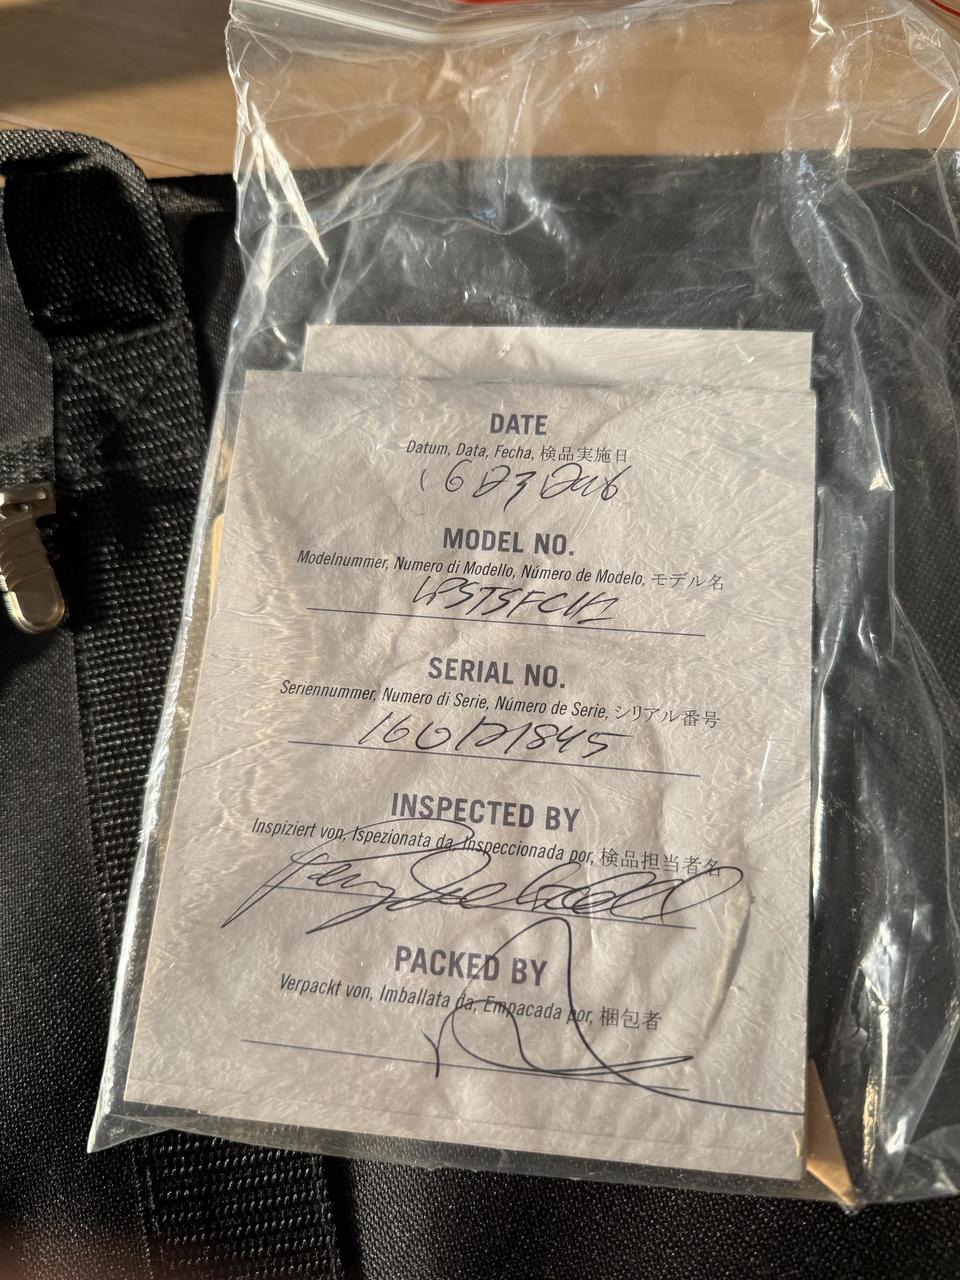 DATE
Datum, Data, Fecha, 検品実施日
MODEL NO.
Modelnummer, Numero di Modello, Número de Modelo, モデル名
LPSTSFCH1
SERIAL NO.
Seriennummer, Numero di Serie, Número de Serie, シリアル番号
160121845
INSPECTED BY
Inspiziert von, Ispezionata da, Inspeccionada por, 検品担当者名
PACKED BY
Verpackt von, Imballata da, Empacada por, 梱包者